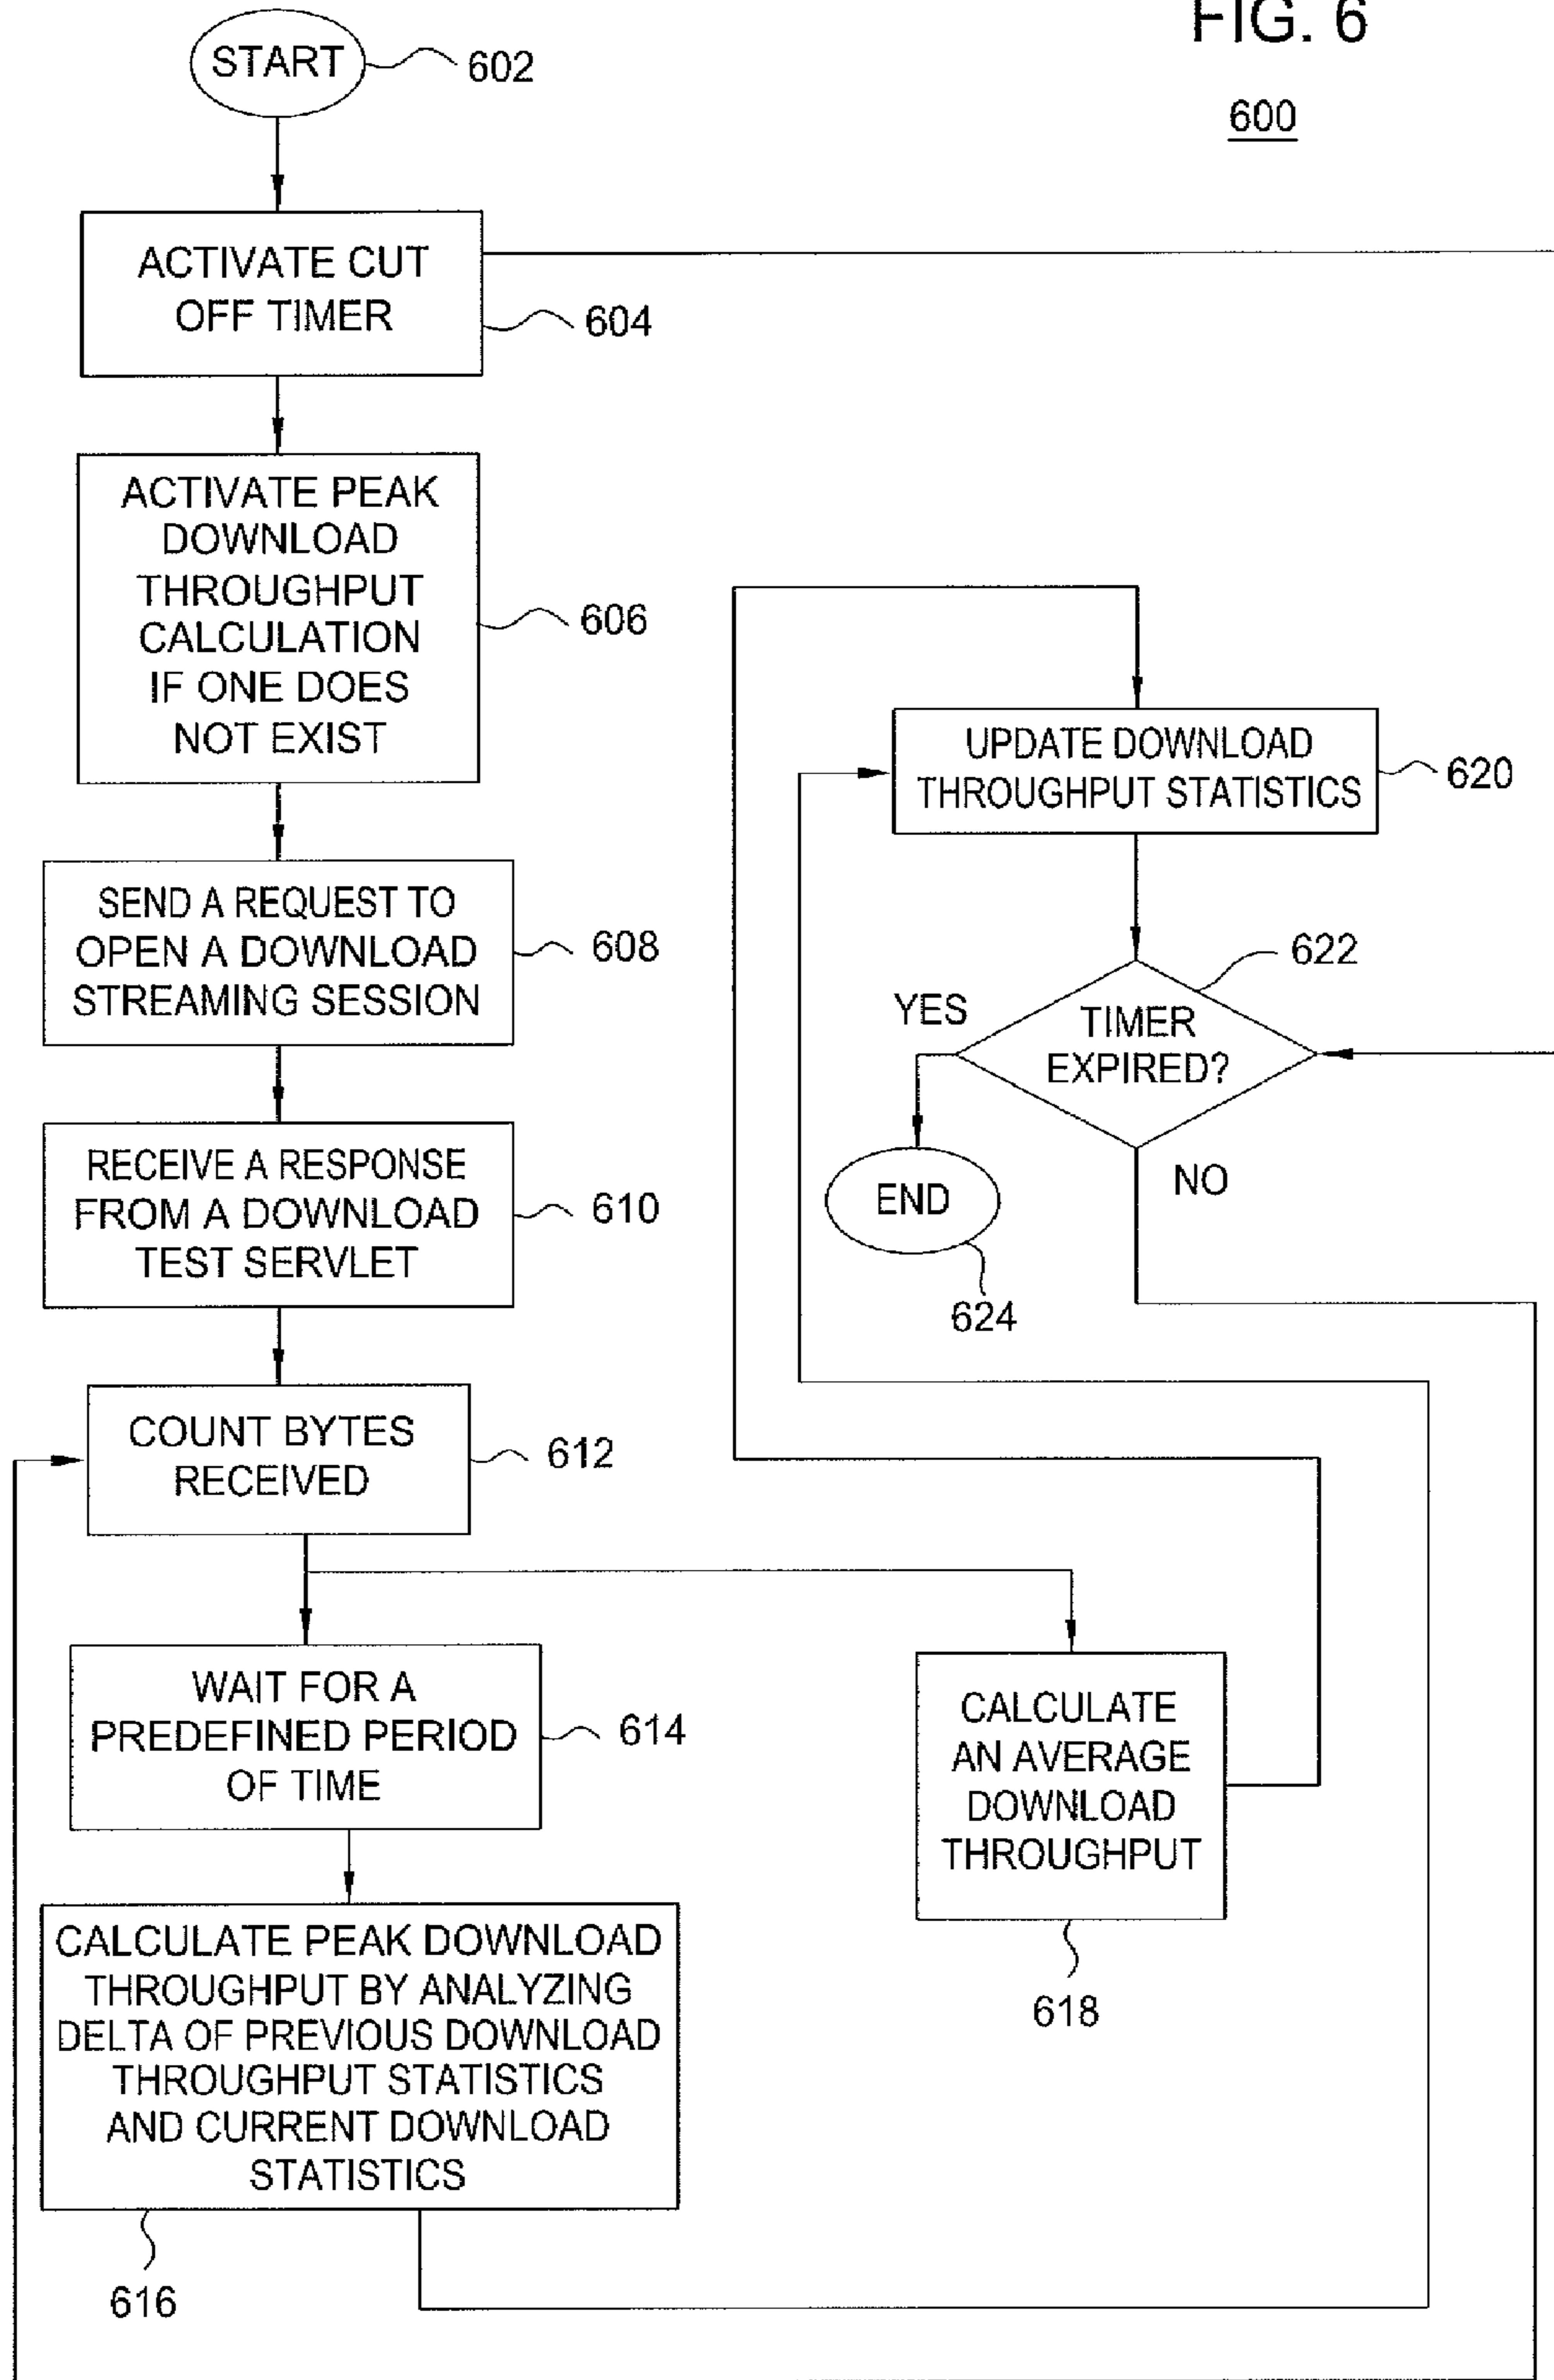 FIG. 6
600
START
602
ACTIVATE CUT
OFF TIMER
604
ACTIVATE PEAK
DOWNLOAD
THROUGHPUT
CALCULATION
IF ONE DOES
NOT EXIST
606
SEND A REQUEST TO
OPEN A DOWNLOAD
STREAMING SESSION
608
RECEIVE A RESPONSE
FROM A DOWNLOAD
TEST SERVLET
610
COUNT BYTES
RECEIVED
612
WAIT FOR A
PREDEFINED PERIOD
OF TIME
614
CALCULATE PEAK DOWNLOAD
THROUGHPUT BY ANALYZING
DELTA OF PREVIOUS DOWNLOAD
THROUGHPUT STATISTICS
AND CURRENT DOWNLOAD
STATISTICS
616
CALCULATE
AN AVERAGE
DOWNLOAD
THROUGHPUT
618
UPDATE DOWNLOAD
THROUGHPUT STATISTICS
620
TIMER
EXPIRED?
622
YES
NO
END
624